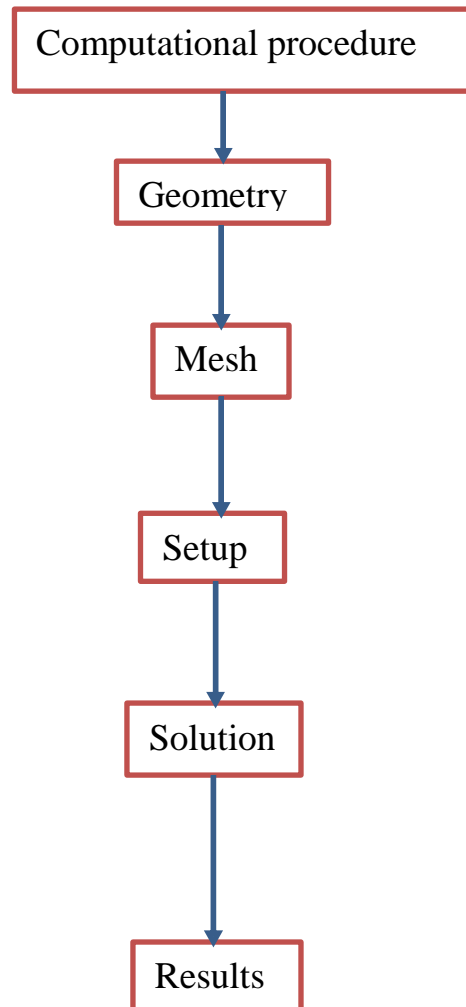 Computational procedure
Geometry
Mesh
Setup
Solution
Results